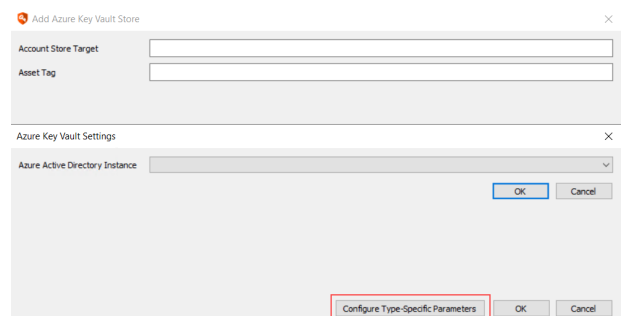 Add Azure Key Vault Store
Account Store Target
Asset Tag
Azure Key Vault Settings
Azure Active Directory Instance
OK Cancel
Configure Type-Specific Parameters OK Cancel